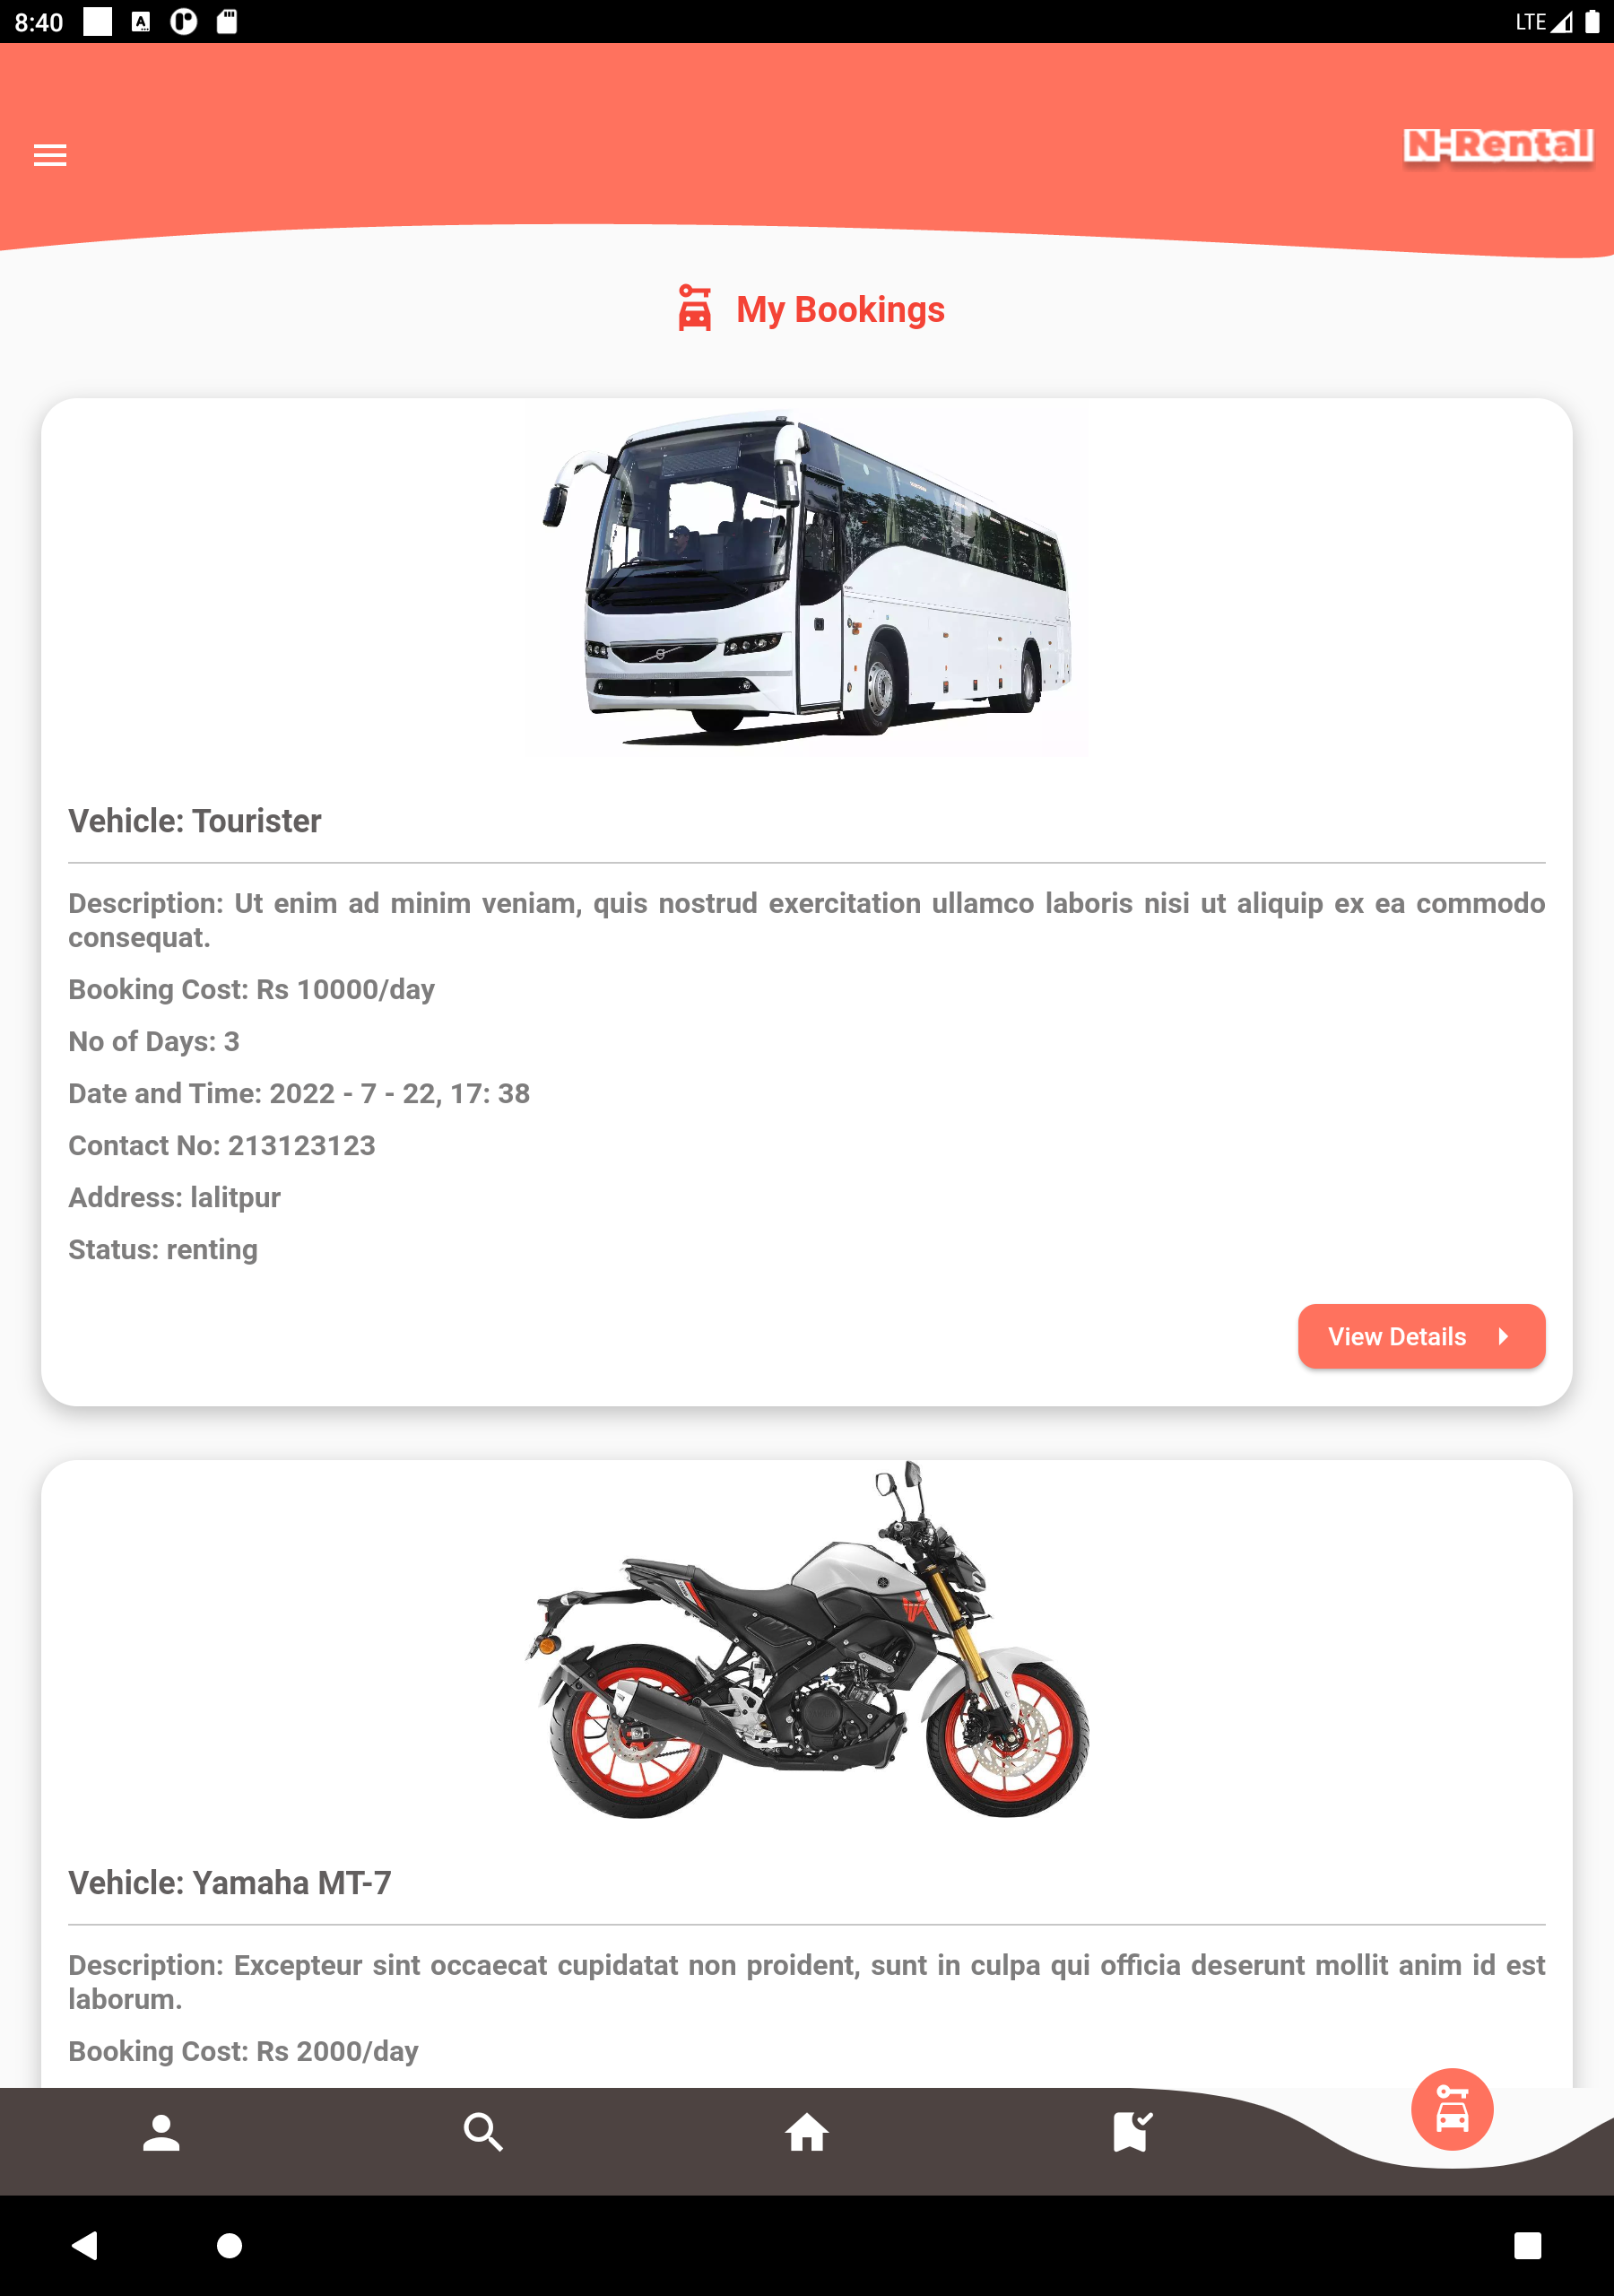 8:40
LTE
N-Rental
My Bookings
Vehicle: Tourister
Description: Ut enim ad minim veniam, quis nostrud exercitation ullamco laboris nisi ut aliquip ex ea commodo
consequat.
Booking Cost: Rs 10000/day
No of Days: 3
Date and Time: 2022 - 7 - 22, 17: 38
Contact No: 213123123
Address: lalitpur
Status: renting
View Details
Vehicle: Yamaha MT-7
Description: Excepteur sint occaecat cupidatat non proident, sunt in culpa qui officia deserunt mollit anim id est
laborum.
Booking Cost: Rs 2000/day